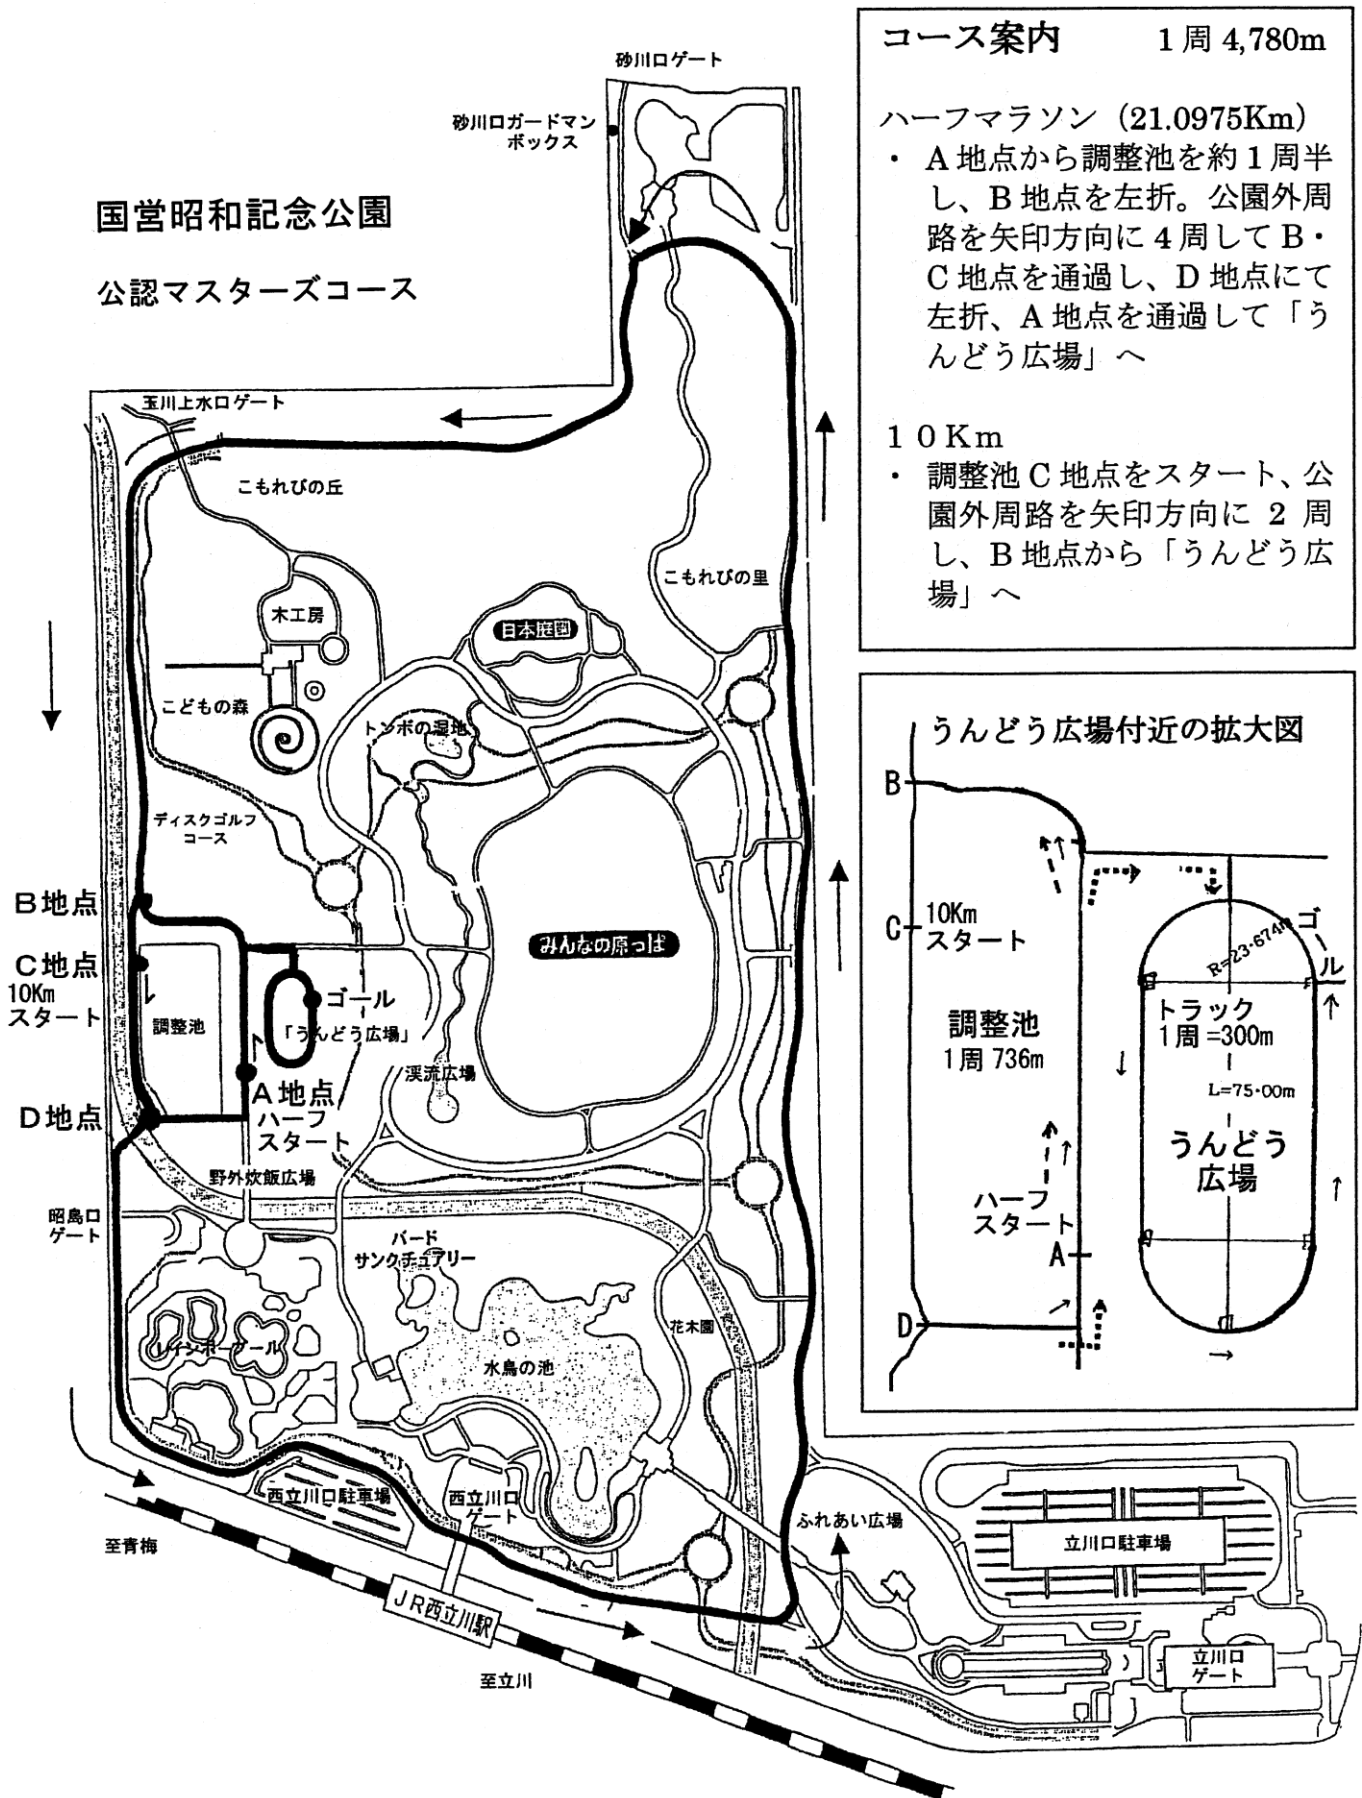 国営昭和記念公園
公認マスターズコース
砂川口ゲート
砂川口ガードマン
ボックス
玉川上水口ゲート
こもれびの丘
こもれびの里
木工房
日本庭園
こどもの森
トンボの湿地
ディスクゴルフ
コース
B地点
C地点
10Km
スタート
調整池
みんなの原っぱ
ゴール
「うんどう広場」
渓流広場
A地点
ハーフ
スタート
D地点
野外炊飯広場
昭島口
ゲート
バード
サンクチュアリー
花木園
レインボープール
水鳥の池
西立川口駐車場
西立川口
ゲート
ふれあい広場
立川口駐車場
立川口
ゲート
至青梅
JR西立川駅
至立川
コース案内 1周 4,780m
ハーフマラソン (21.0975Km)
・ A 地点から調整池を約 1 周半
し、B 地点を左折。公園外周
路を矢印方向に 4 周して B・
C 地点を通過し、D 地点にて
左折、A 地点を通過して「う
んどう広場」へ
10Km
・ 調整池 C 地点をスタート、公
園外周路を矢印方向に 2 周
し、B 地点から「うんどう広
場」へ
うんどう広場付近の拡大図
B
C
10Km
スタート
調整池
1周 736m
ハーフ
スタート
A
D
R=23・674m
ゴール
トラック
1周=300m
L=75・00m
うんどう
広場